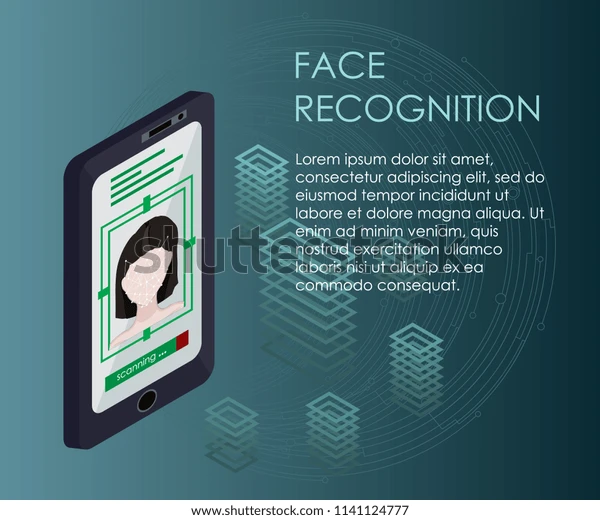 FACE
RECOGNITION
Lorem ipsum dolor sit amet,
consectetur adipiscing elit, sed do
eiusmod tempor incididunt ut
labore et dolore magna aliqua. Ut
enim ad minim veniam, quis
nostrud exercitation ullamco
laboris nisi ut aliquip ex ea
commodo consequat.
scanning ...
shutterstock
shutterstock.com · 1141124777